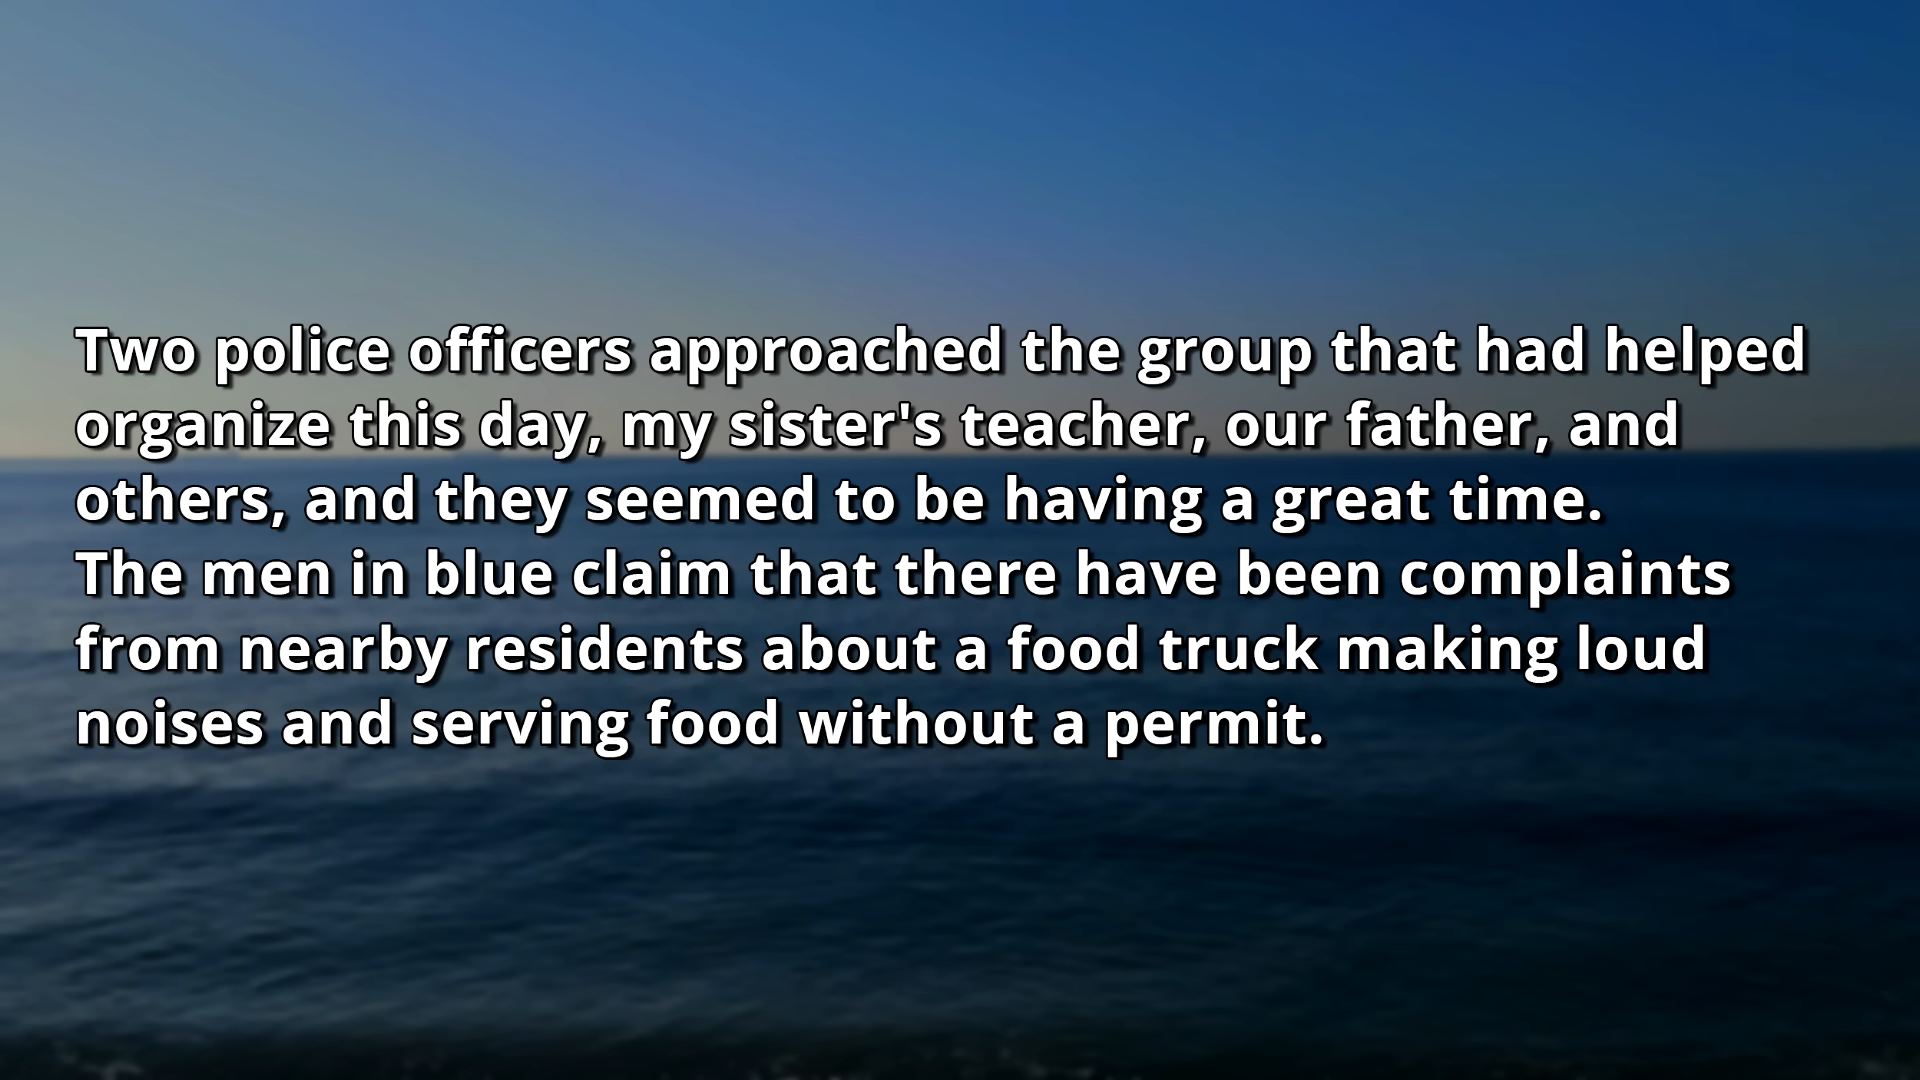 Two police officers approached the group that had helped
organize this day, my sister's teacher, our father, and
others, and they seemed to be having a great time.
The men in blue claim that there have been complaints
from nearby residents about a food truck making loud
noises and serving food without a permit.